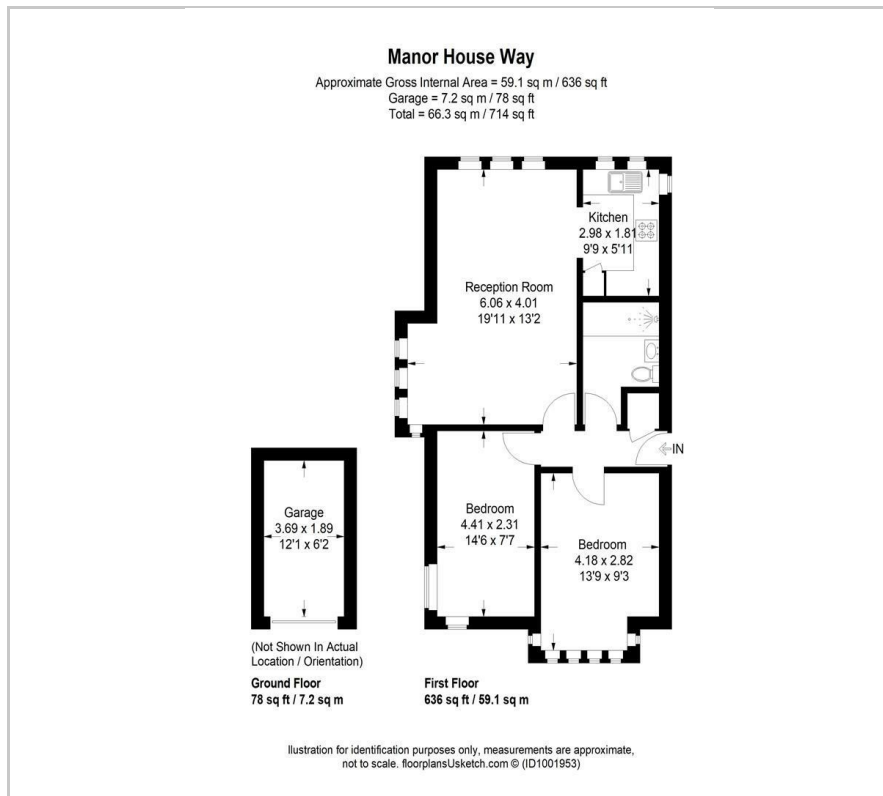 Manor House Way
Approximate Gross Internal Area = 59.1 sq m / 636 sq ft
Garage = 7.2 sq m / 78 sq ft
Total = 66.3 sq m / 714 sq ft
Kitchen
2.98 x 1.81
9'9 x 5'11
Reception Room
6.06 x 4.01
19'11 x 13'2
IN
Garage
3.69 x 1.89
12'1 x 6'2
Bedroom
4.41 x 2.31
14'6 x 7'7
Bedroom
4.18 x 2.82
13'9 x 9'3
(Not Shown In Actual
Location / Orientation)
Ground Floor
78 sq ft / 7.2 sq m
First Floor
636 sq ft / 59.1 sq m
Illustration for identification purposes only, measurements are approximate,
not to scale. floorplansUsketch.com © (ID1001953)